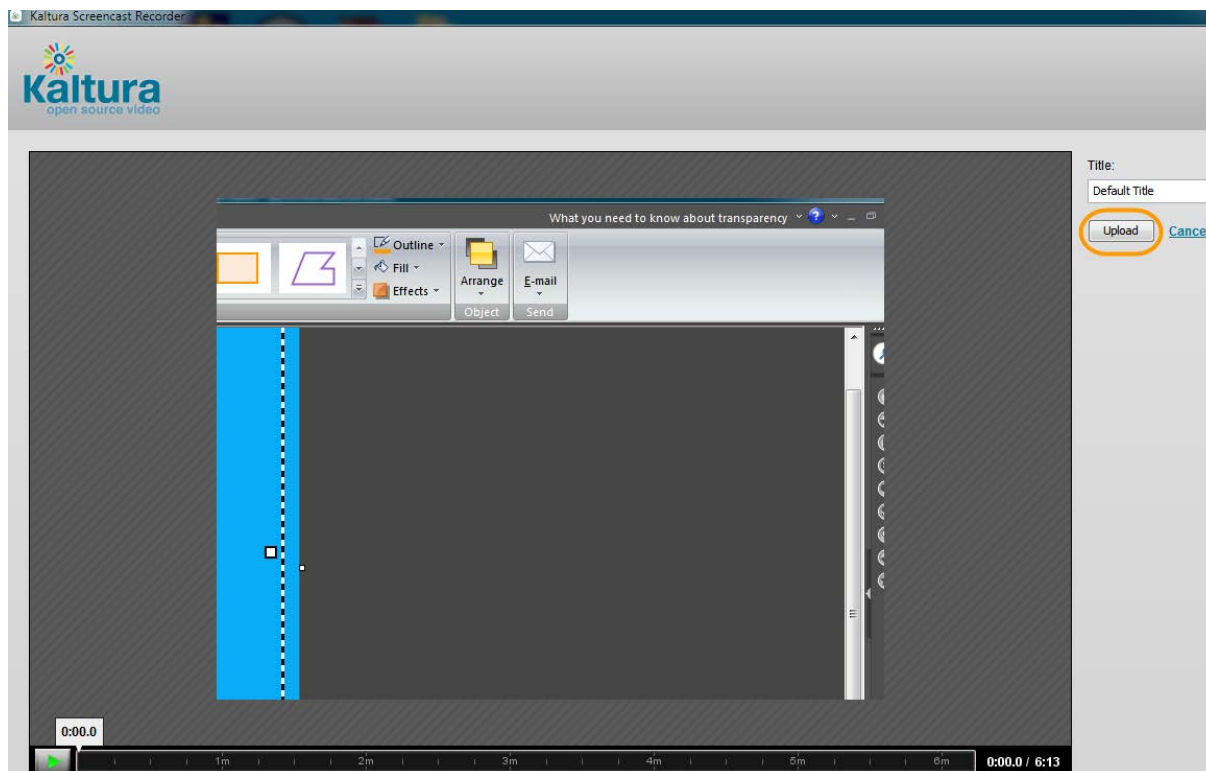 Kaltura Screencast Recorder
Kaltura
open source video
Title:
Default Title
Upload Cance
What you need to know about transparency
Outline
Fill
Effects
Arrange
E-mail
Object
Send
0:00.0
1m 2m 3m 4m 5m 6m 0:00.0 / 6:13